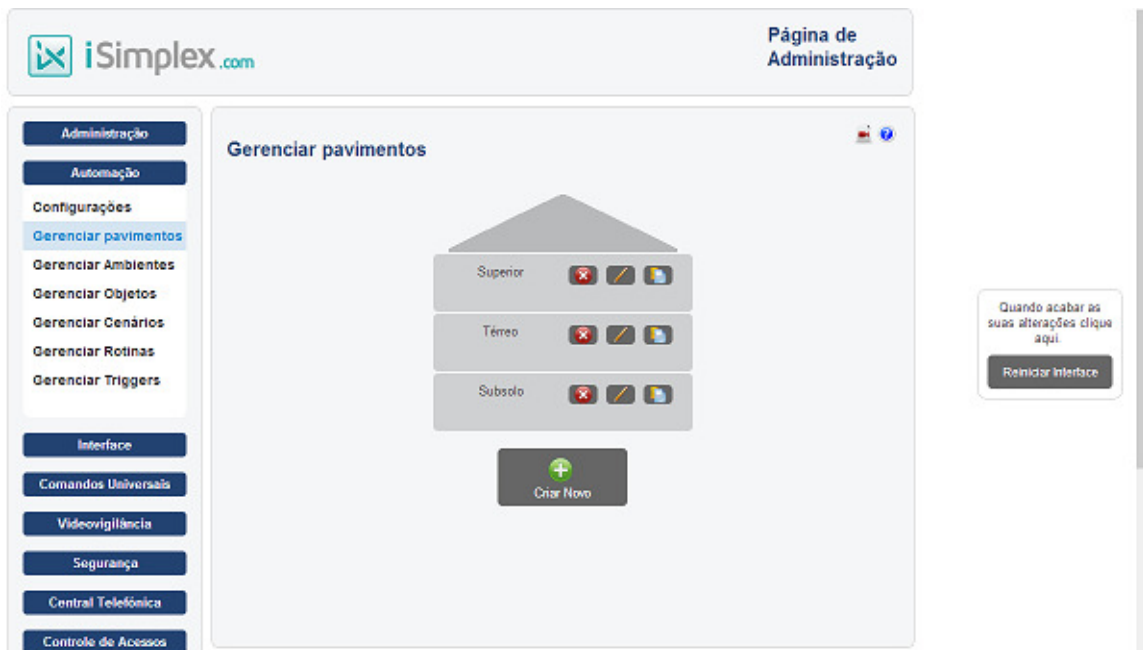 iSimplex.com
Página de
Administração
Administração
Automação
Configurações
Gerenciar pavimentos
Gerenciar Ambientes
Gerenciar Objetos
Gerenciar Cenários
Gerenciar Rotinas
Gerenciar Triggers
Interface
Comandos Universais
Videovigilância
Segurança
Central Telefónica
Controle de Acessos
Gerenciar pavimentos
Superior
Térreo
Subsolo
Criar Novo
Quando acabar as
suas alterações clique
aqui.
Reiniciar Interface